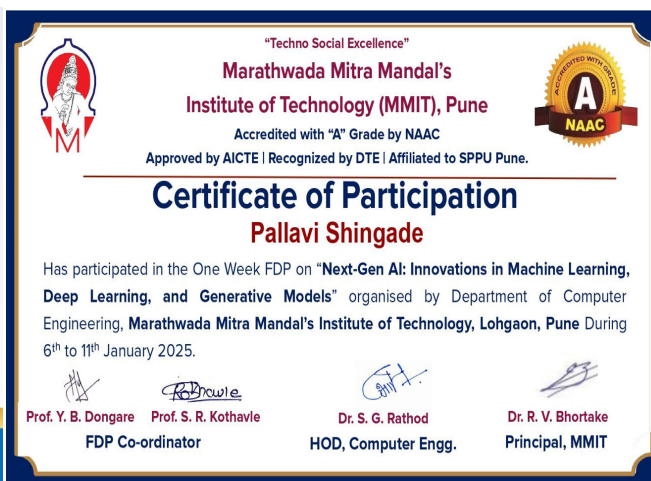 "Techno Social Excellence"
Marathwada Mitra Mandal's
Institute of Technology (MMIT), Pune
Accredited with "A" Grade by NAAC
Approved by AICTE | Recognized by DTE | Affiliated to SPPU Pune.
ACCREDITED WITH GRADE
A
NAAC
M
Certificate of Participation
Pallavi Shingade
Has participated in the One Week FDP on "Next-Gen AI: Innovations in Machine Learning,
Deep Learning, and Generative Models" organised by Department of Computer
Engineering, Marathwada Mitra Mandal's Institute of Technology, Lohgaon, Pune During
6th to 11th January 2025.
Prof. Y. B. Dongare Prof. S. R. Kothavle Dr. S. G. Rathod Dr. R. V. Bhortake
FDP Co-ordinator HOD, Computer Engg. Principal, MMIT